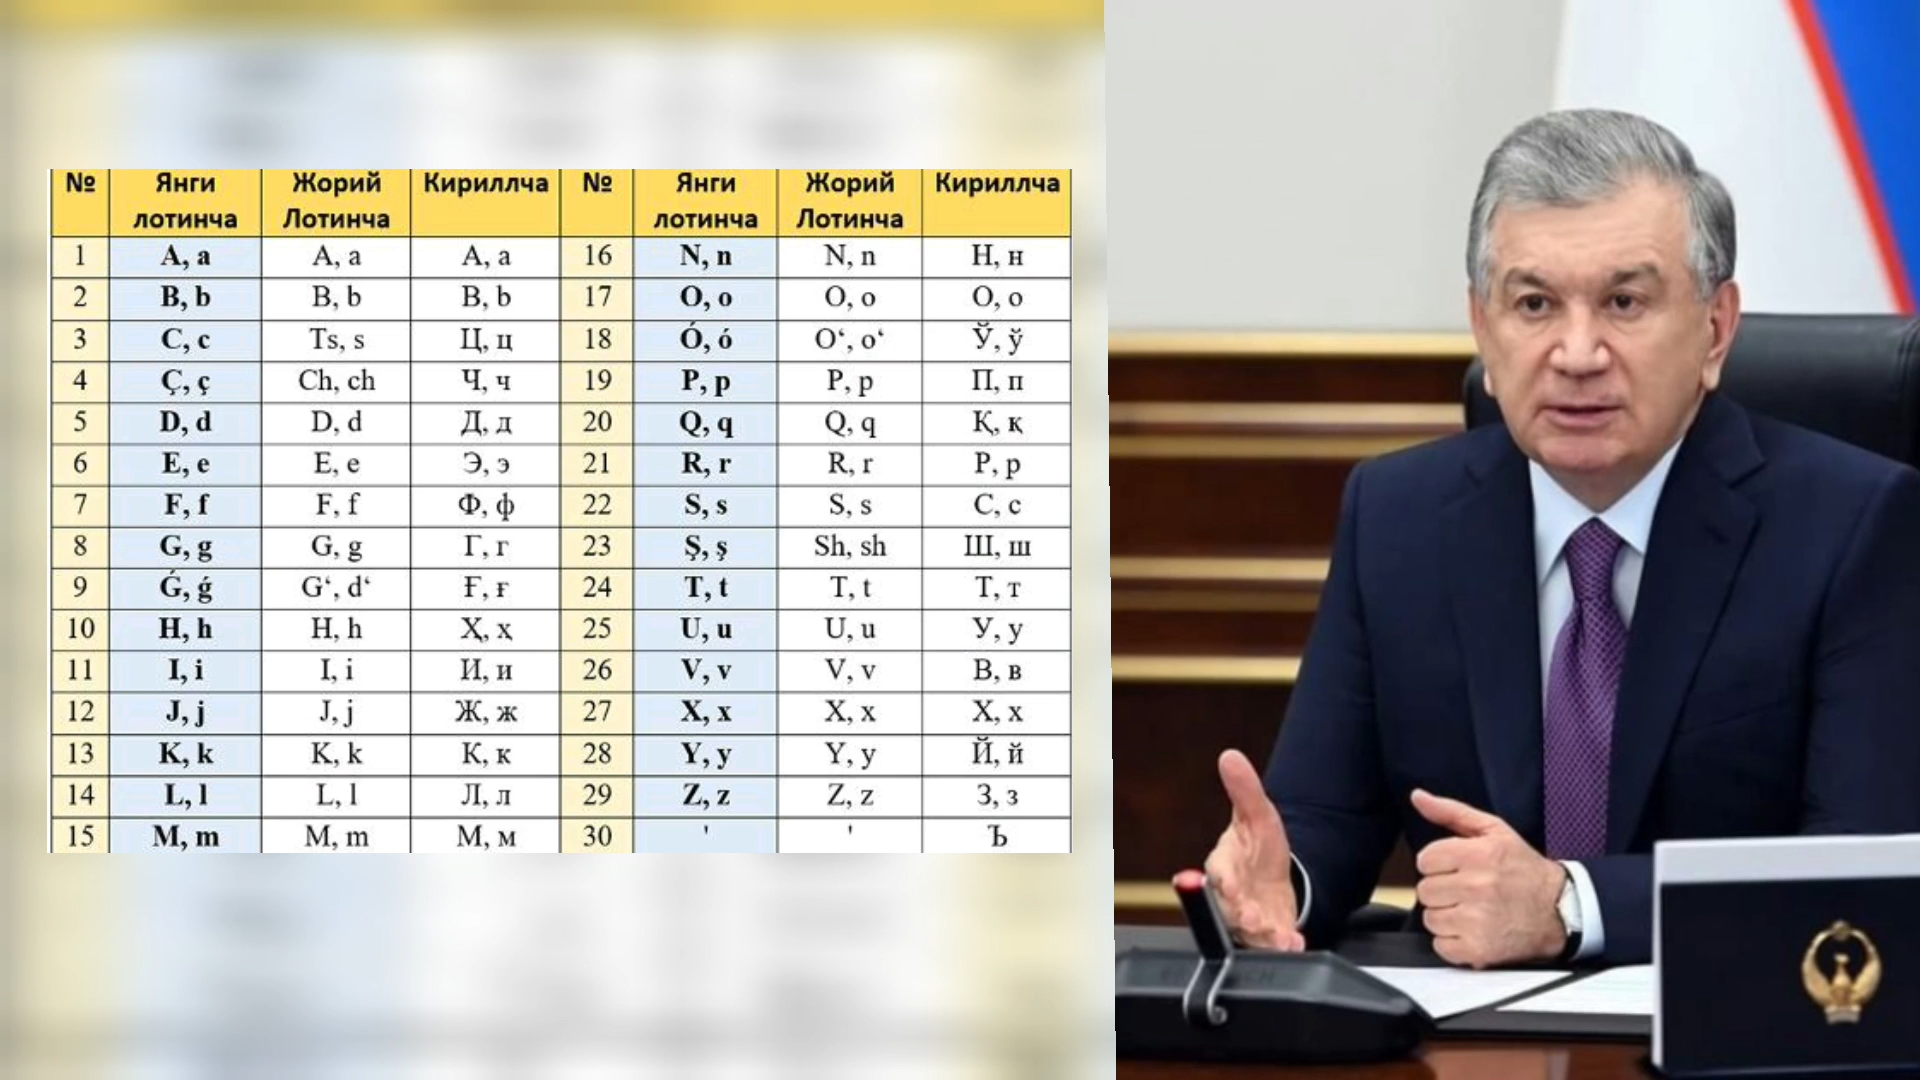 № Янги лотинча Жорий Лотинча Кириллча № Янги лотинча Жорий Лотинча Кириллча
1 A, a A, a A, a 16 N, n N, n Н, н
2 B, b B, b B, b 17 O, o O, o O, o
3 C, c Ts, s Ц, ц 18 Ó, ó O‘, o‘ Ў, ў
4 Ç, ç Ch, ch Ч, ч 19 P, p P, p П, п
5 D, d D, d Д, д 20 Q, q Q, q Қ, қ
6 E, e E, e Э, э 21 R, r R, r Р, р
7 F, f F, f Ф, ф 22 S, s S, s С, с
8 G, g G, g Г, г 23 Ş, ş Sh, sh Ш, ш
9 Ǵ, ǵ G‘, d‘ Ғ, ғ 24 T, t T, t Т, т
10 H, h H, h Ҳ, ҳ 25 U, u U, u У, у
11 I, i I, i И, и 26 V, v V, v В, в
12 J, j J, j Ж, ж 27 X, x X, x Х, х
13 K, k K, k К, к 28 Y, y Y, y Й, й
14 L, l L, l Л, л 29 Z, z Z, z З, з
15 M, m M, m М, м 30 ' ' Ъ